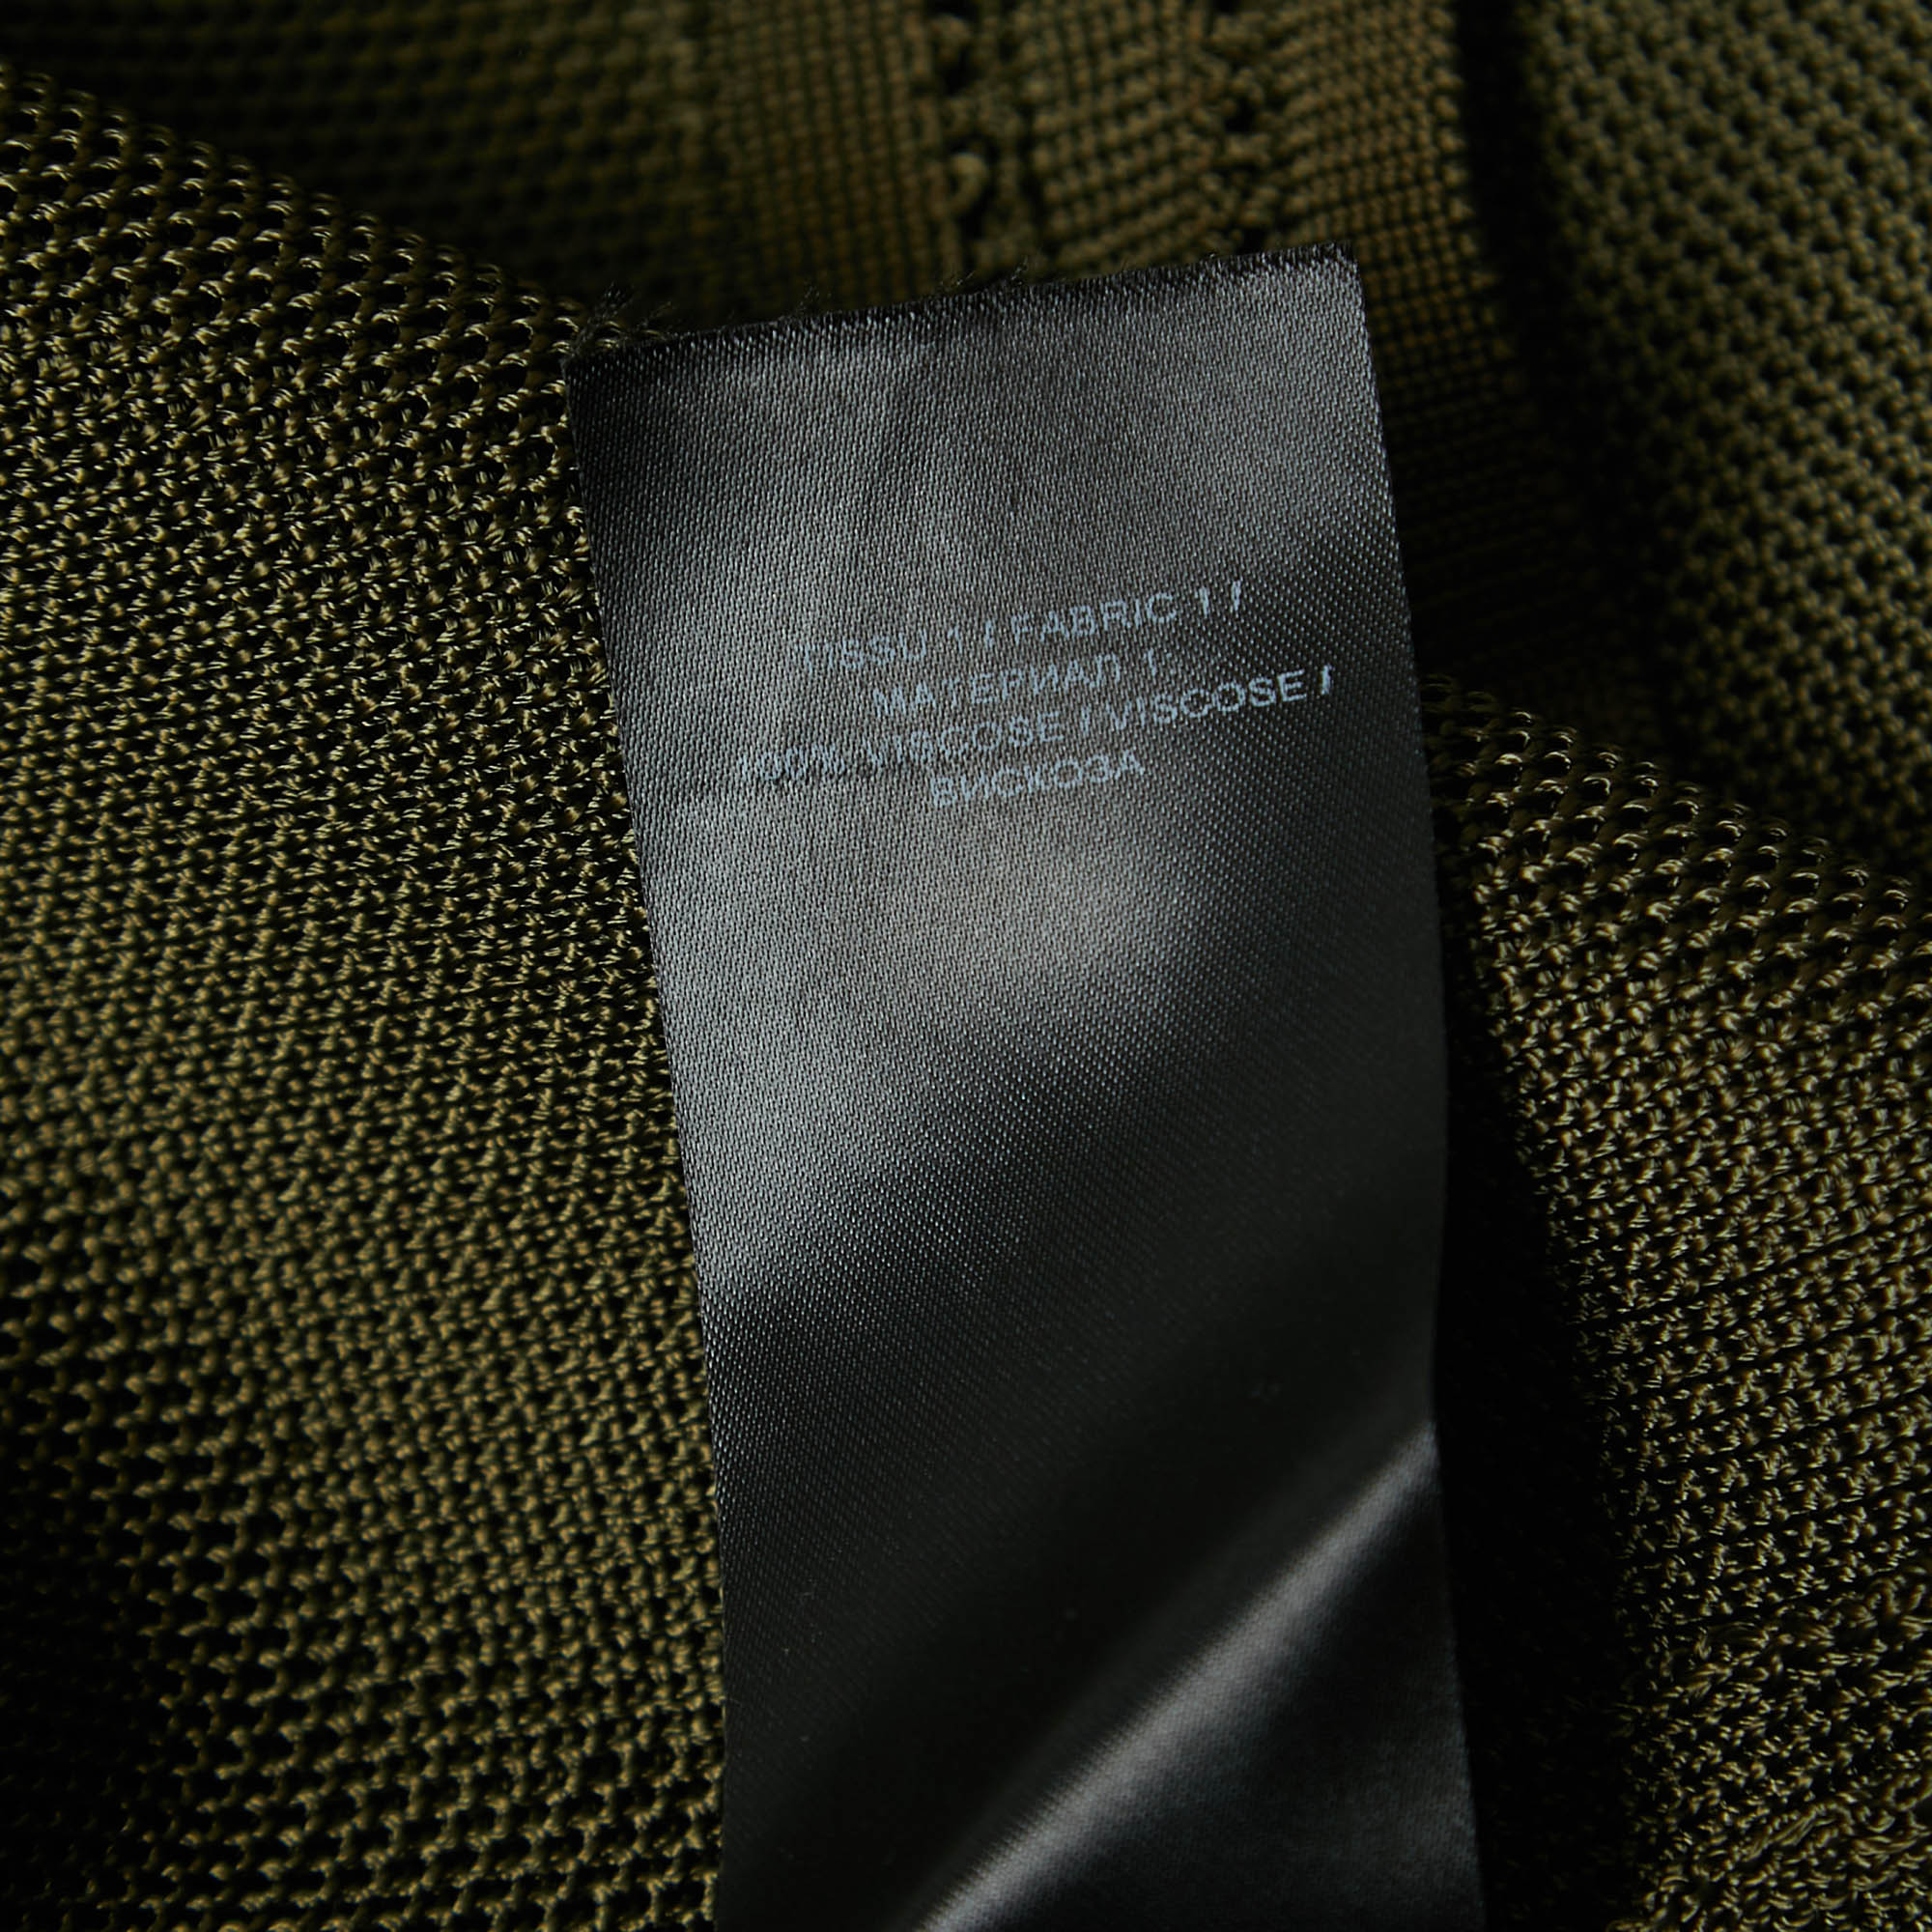 TISSU 1 / FABRIC 1 /
МАТЕРИАЛ 1:
100% VISCOSE / VISCOSE /
ВИСКОЗА